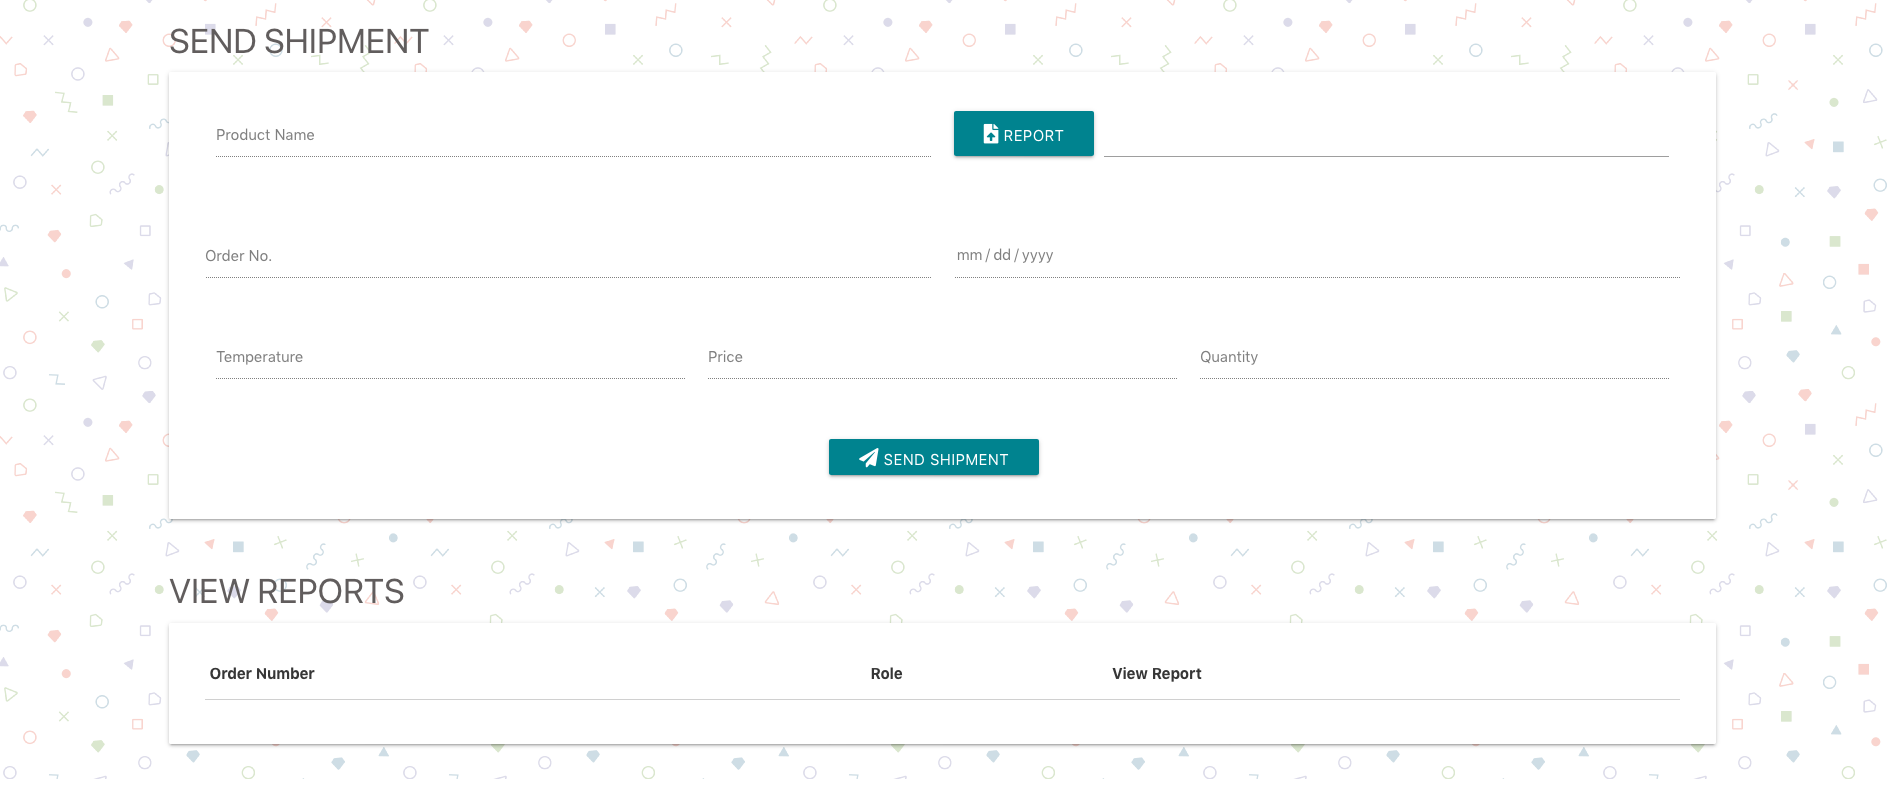 SEND SHIPMENT
Product Name
REPORT
Order No.
mm / dd / yyyy
Temperature
Price
Quantity
SEND SHIPMENT
VIEW REPORTS
Order Number
Role
View Report